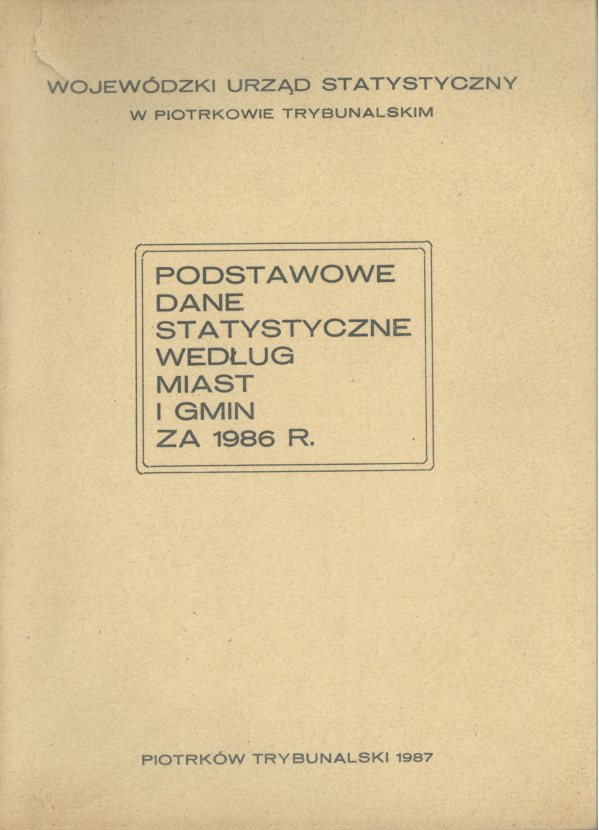 WOJEWÓDZKI URZĄD STATYSTYCZNY
W PIOTRKOWIE TRYBUNALSKIM
PODSTAWOWE
DANE
STATYSTYCZNE
WEDŁUG
MIAST
I GMIN
ZA 1986 R.
PIOTRKÓW TRYBUNALSKI 1987